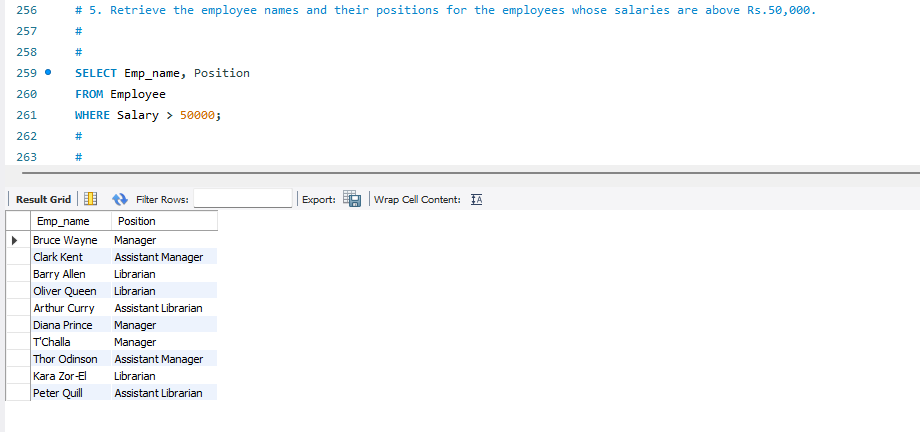 256 # 5. Retrieve the employee names and their positions for the employees whose salaries are above Rs.50,000.
257 #
258 #
259 SELECT Emp_name, Position
260 FROM Employee
261 WHERE Salary > 50000;
262 #
263 #
Result Grid Filter Rows: Export: Wrap Cell Content: IA
Emp_name Position
Bruce Wayne Manager
Clark Kent Assistant Manager
Barry Allen Librarian
Oliver Queen Librarian
Arthur Curry Assistant Librarian
Diana Prince Manager
T'Challa Manager
Thor Odinson Assistant Manager
Kara Zor-El Librarian
Peter Quill Assistant Librarian